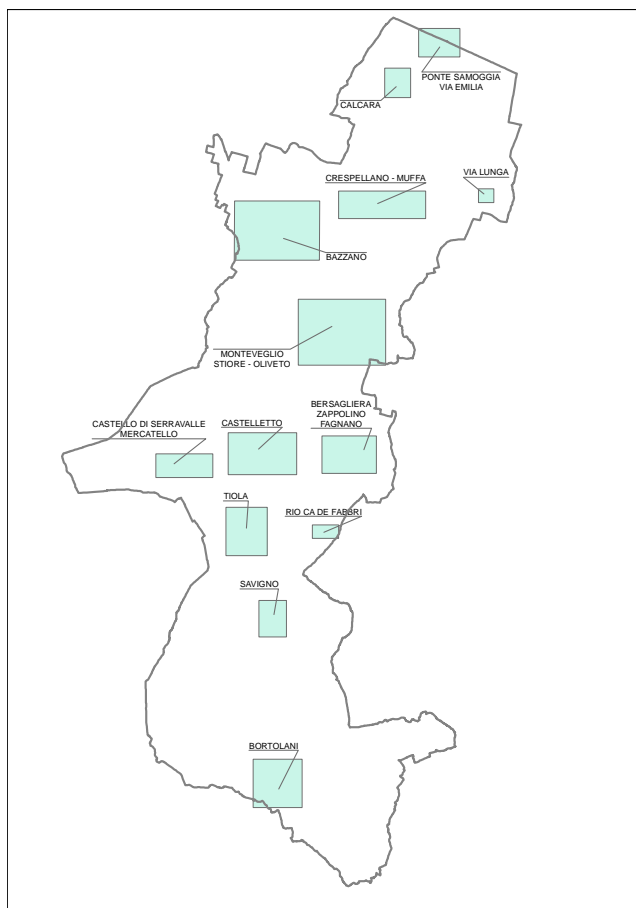 PONTE SAMOGGIA
VIA EMILIA
CALCARA
VIA LUNGA
CRESPELLANO - MUFFA
BAZZANO
MONTEVEGLIO
STIORE - OLIVETO
BERSAGLIERA
ZAPPOLINO
FAGNANO
CASTELLO DI SERRAVALLE
MERCATELLO
CASTELLETTO
TIOLA
RIO CA DE FABBRI
SAVIGNO
BORTOLANI